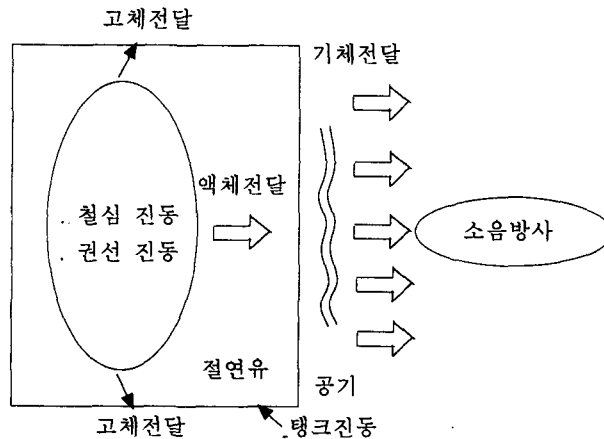 고체전달
기체전달
액체전달
. 철심 진동
. 권선 진동
소음방사
절연유
공기
고체전달
탱크진동